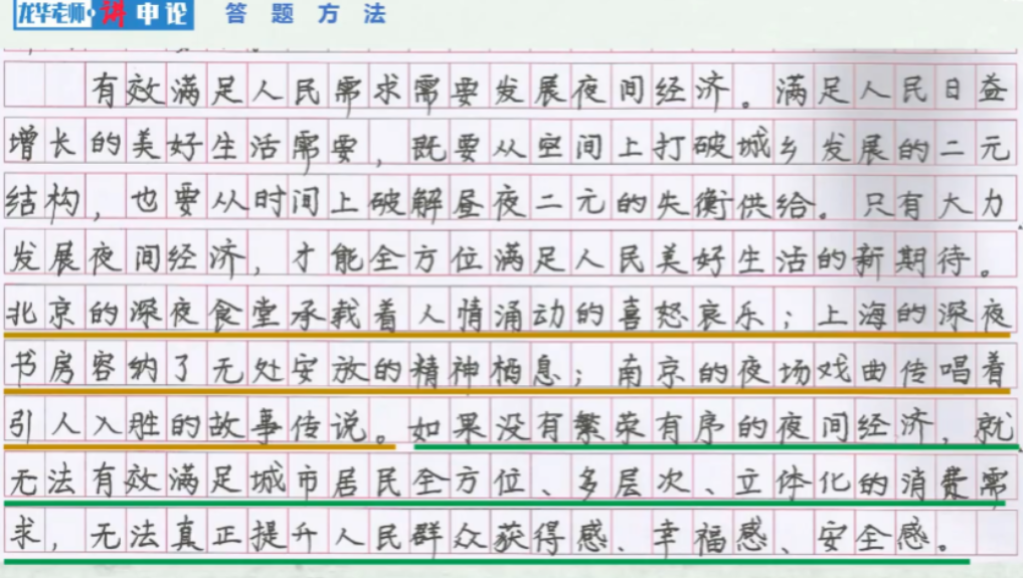 龙华老师·讲申论 答题方法
有效满足人民需求需要发展夜间经济。满足人民日益
增长的美好生活需要，既要从空间上打破城乡发展的二元
结构，也要从时间上破解昼夜二元的失衡供给。只有大力
发展夜间经济，才能全方位满足人民美好生活的新期待。
北京的深夜食堂承载着人情涌动的喜怒哀乐；上海的深夜
书房容纳了无处安放的精神栖息；南京的夜场戏曲传唱着
引人入胜的故事传说。如果没有繁荣有序的夜间经济，就
无法有效满足城市居民全方位、多层次、立体化的消费需
求，无法真正提升人民群众获得感、幸福感、安全感。